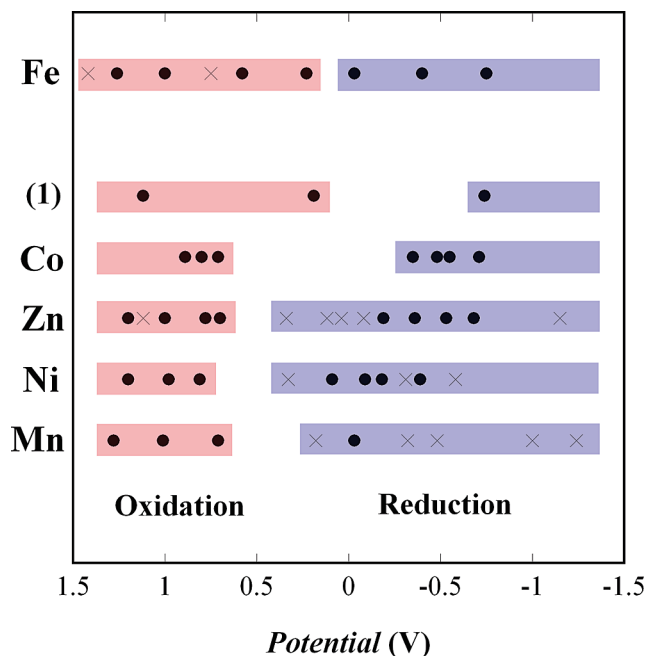 Fe
(1)
Co
Zn
Ni
Mn
Oxidation Reduction
1.5 1 0.5 0 -0.5 -1 -1.5
Potential (V)